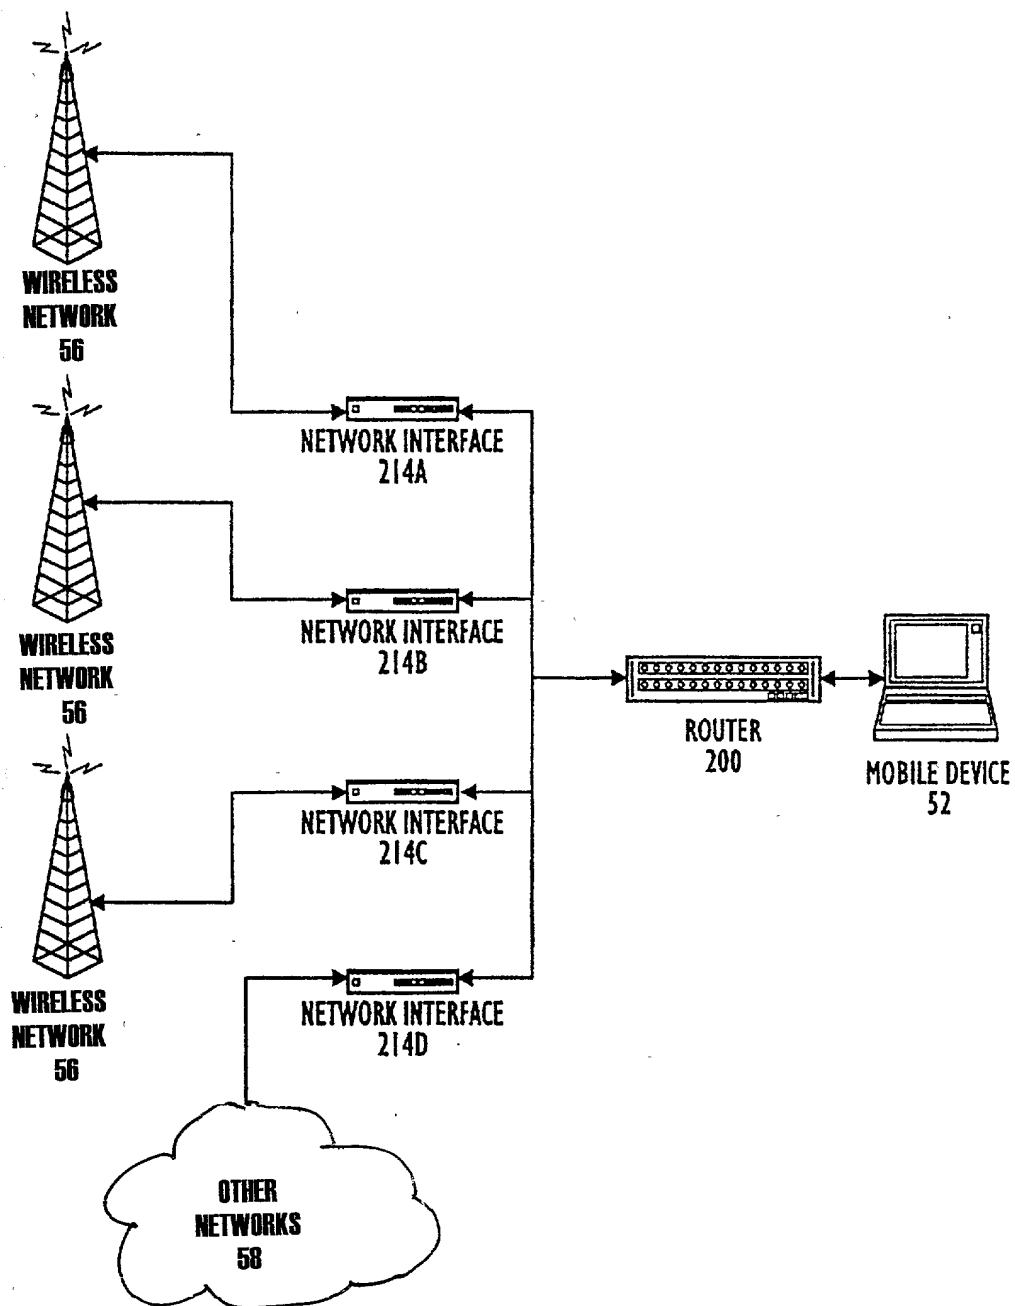 WIRELESS
NETWORK
56
NETWORK INTERFACE
214A
WIRELESS
NETWORK
56
NETWORK INTERFACE
214B
ROUTER
200
MOBILE DEVICE
52
NETWORK INTERFACE
214C
WIRELESS
NETWORK
56
NETWORK INTERFACE
214D
OTHER
NETWORKS
58